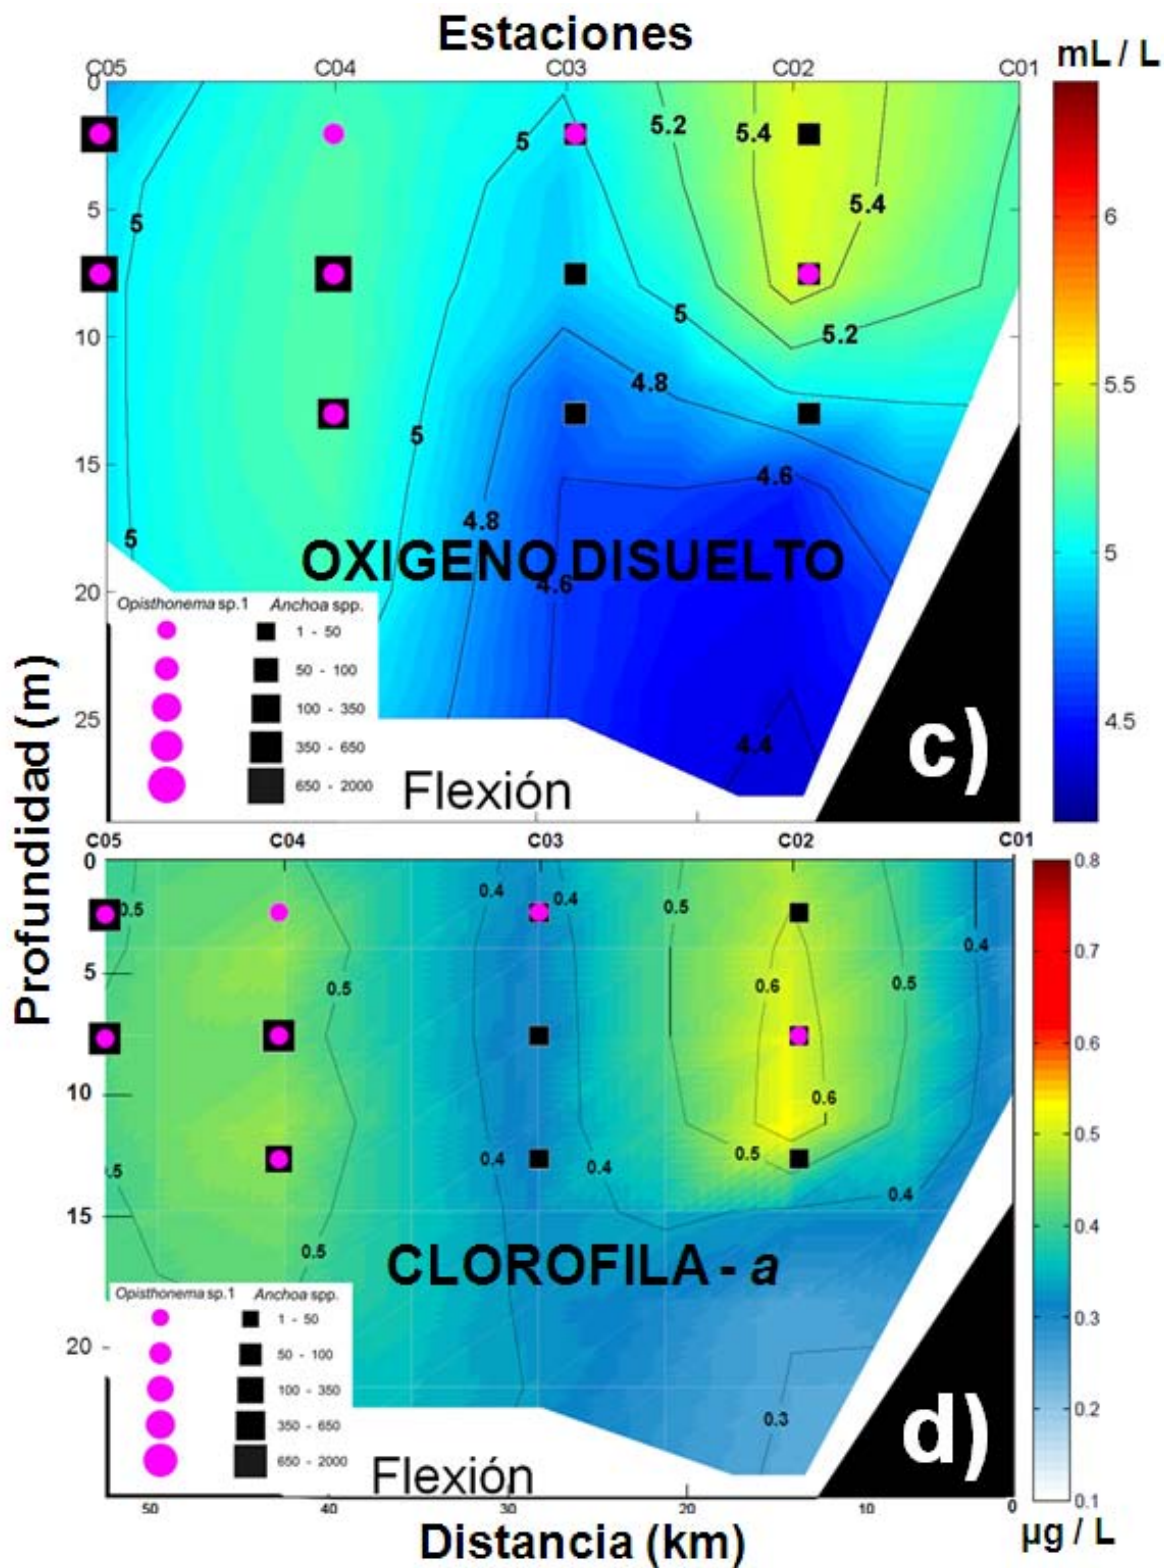 Estaciones
mL / L
C05 C04 C03 C02 C01
0
5
10
15
20
25
5 5 5 5 5 5 5.2 5.2 5.4 5.4
4.8 4.8 4.6 4.6 4.4
6
5.5
5
4.5
OXIGENO DISUELTO
Opisthonema sp.1 Anchoa spp.
1 - 50
50 - 100
100 - 350
350 - 650
650 - 2000
Flexión
c)
Profundidad (m)
C05 C04 C03 C02 C01
0
5
10
15
20
0.5 0.4 0.4 0.5 0.4
0.5 0.6 0.5
0.6
0.5 0.4 0.4 0.5 0.4
0.5
0.3
0.8
0.7
0.6
0.5
0.4
0.3
0.2
0.1
CLOROFILA - a
Opisthonema sp.1 Anchoa spp.
1 - 50
50 - 100
100 - 350
350 - 650
650 - 2000
Flexión
d)
50 40 30 20 10 0
Distancia (km)
µg / L